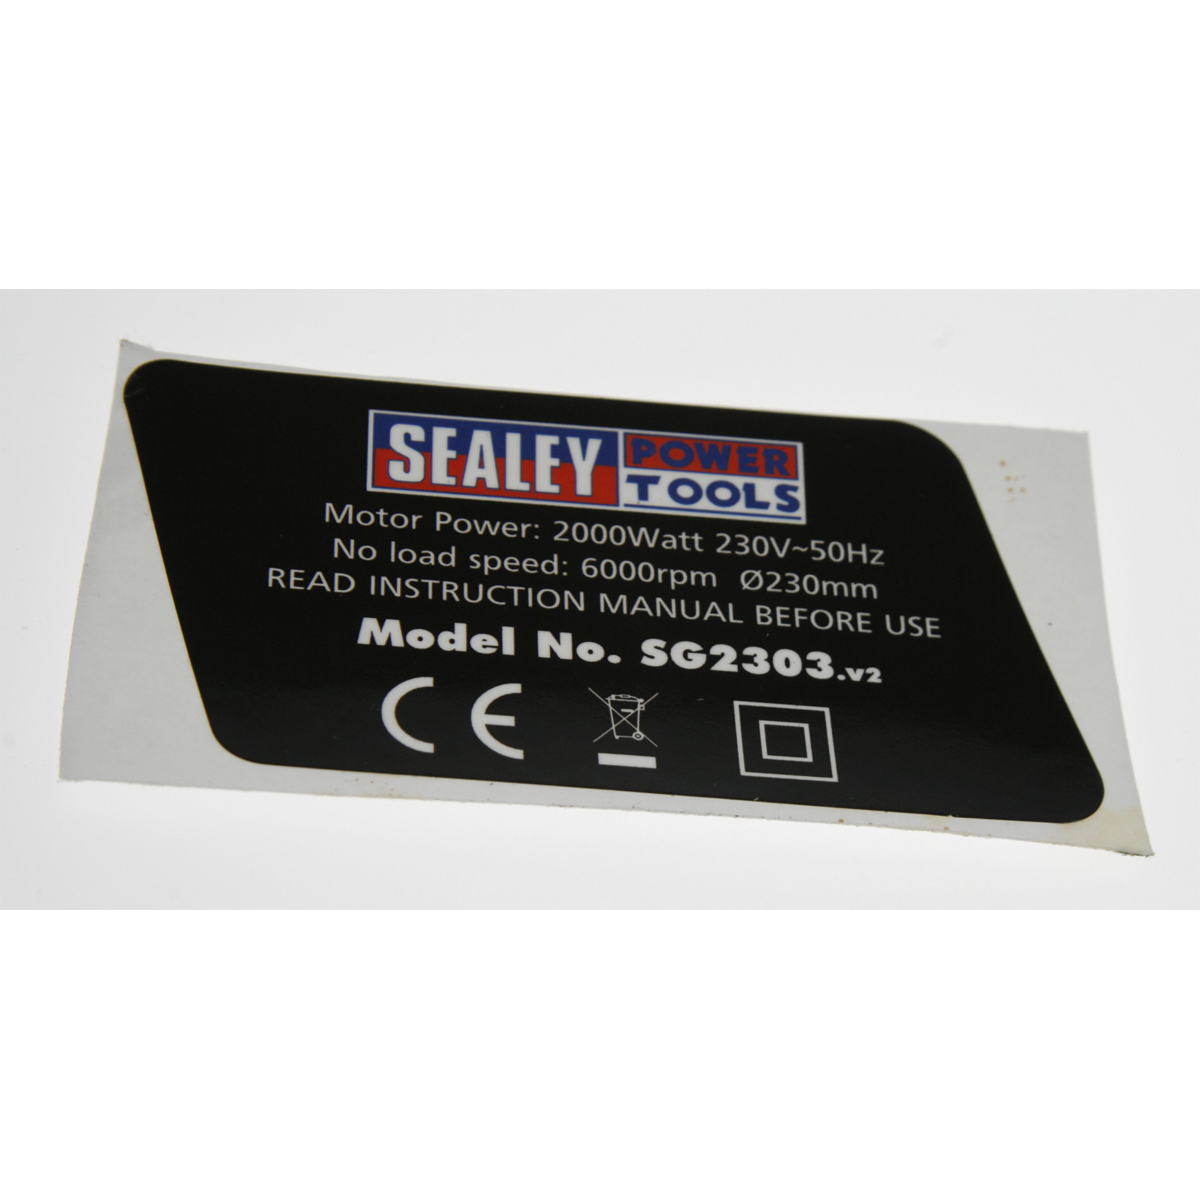 SEALEY POWER TOOLS
Motor Power: 2000Watt 230V~50Hz
No load speed: 6000rpm Ø230mm
READ INSTRUCTION MANUAL BEFORE USE
Model No. SG2303.v2
CE